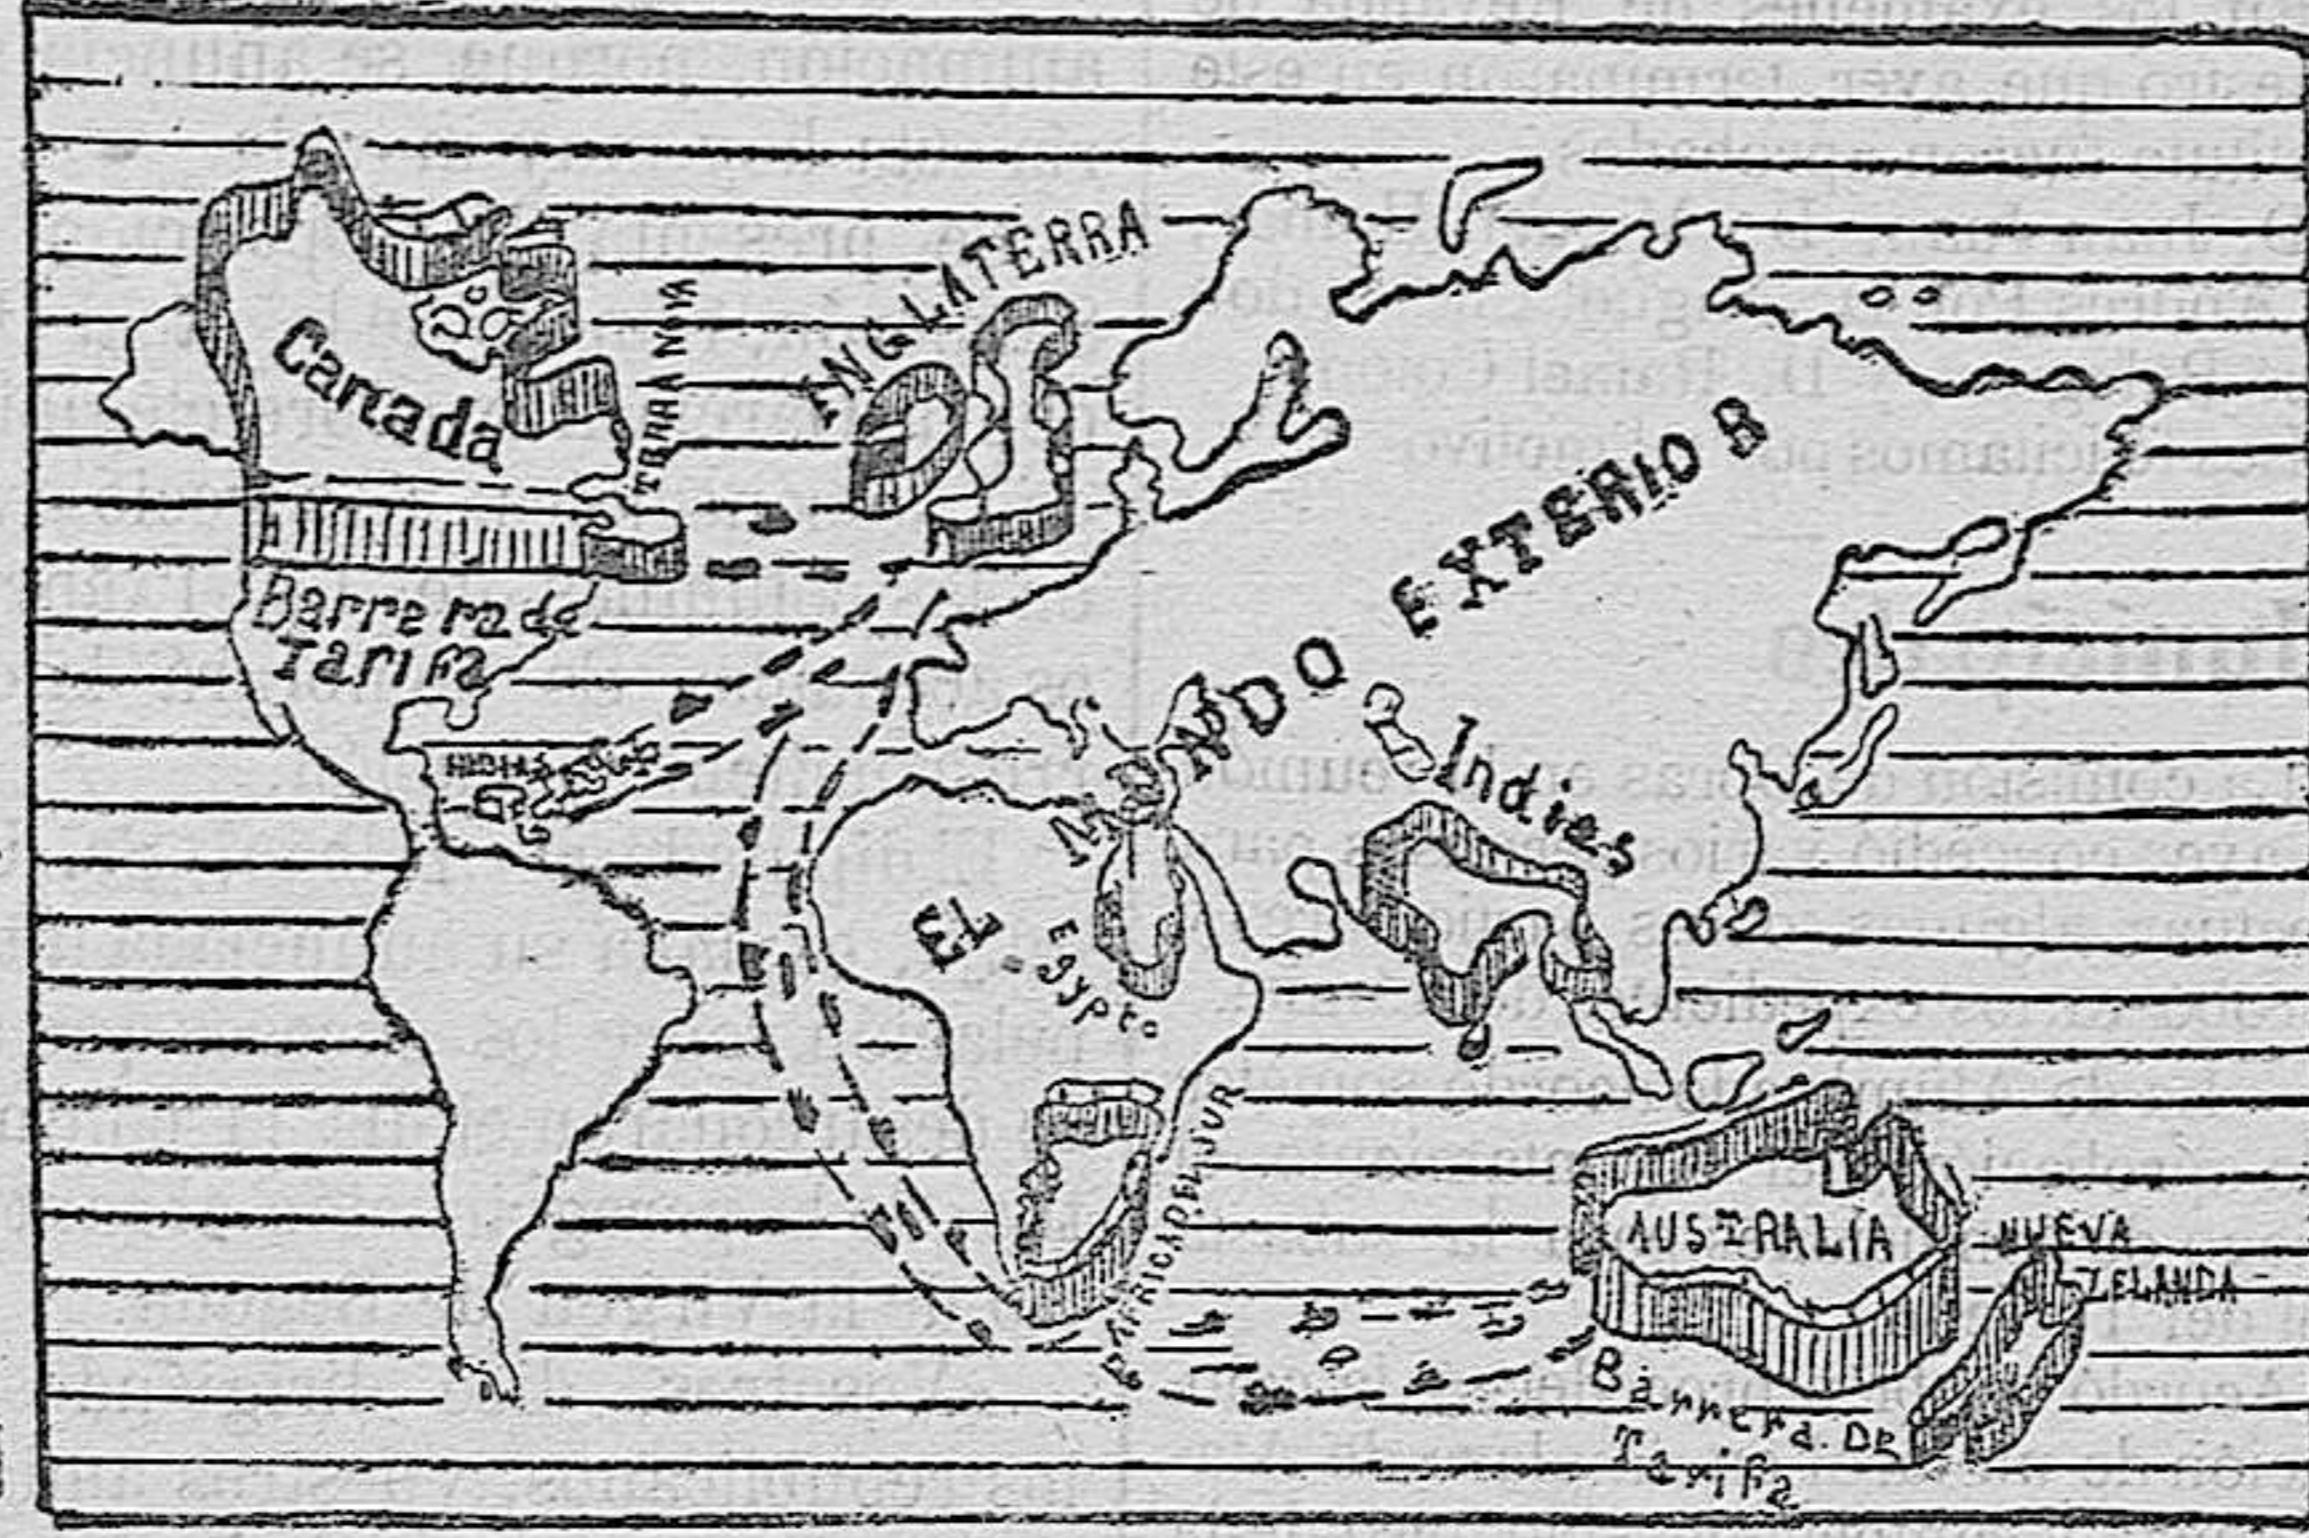 Canada
TERRA NOVA
INGLATERRA
MUNDO EXTERIOR
Barrera de
Tarifa
Indias
El
Egypto
AFRICA DEL SUR
AUSTRALIA
NUEVA
ZELANDA
Barrera. DE
Tarifa